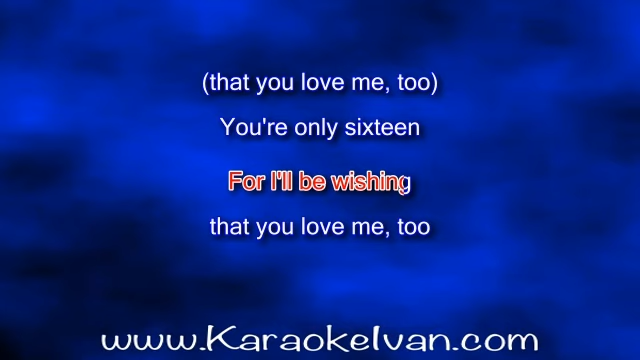 (that you love me, too)
You're only sixteen
For I'll be wishing
that you love me, too
www.KaraokeIvan.com